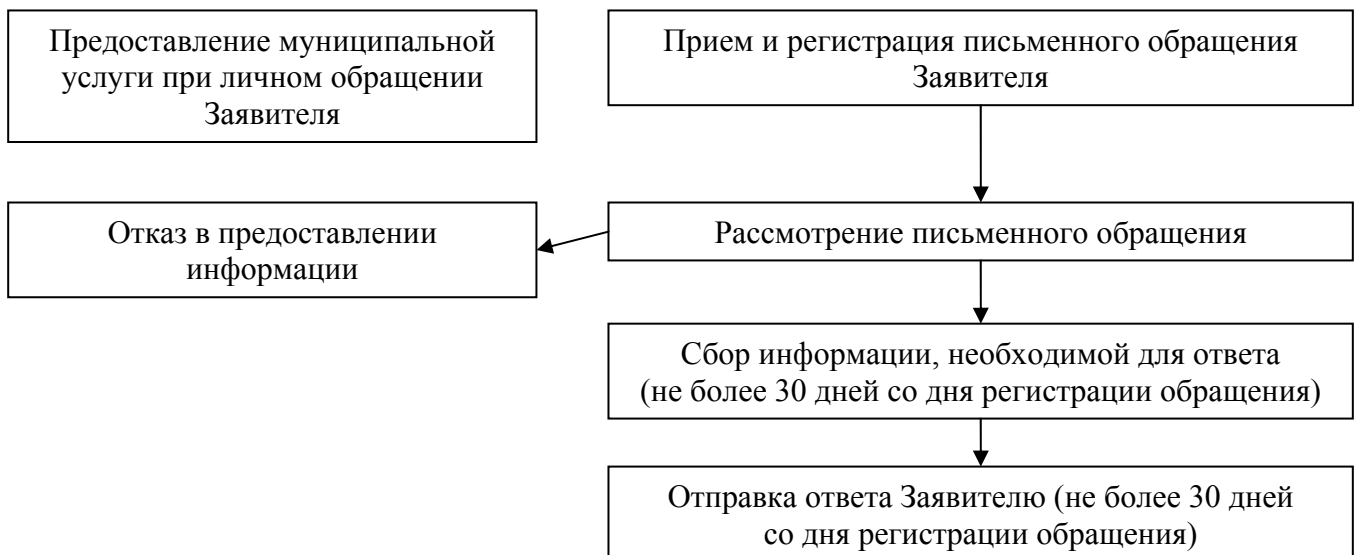 Предоставление муниципальной
услуги при личном обращении
Заявителя
Прием и регистрация письменного обращения
Заявителя
Отказ в предоставлении
информации
Рассмотрение письменного обращения
Сбор информации, необходимой для ответа
(не более 30 дней со дня регистрации обращения)
Отправка ответа Заявителю (не более 30 дней
со дня регистрации обращения)